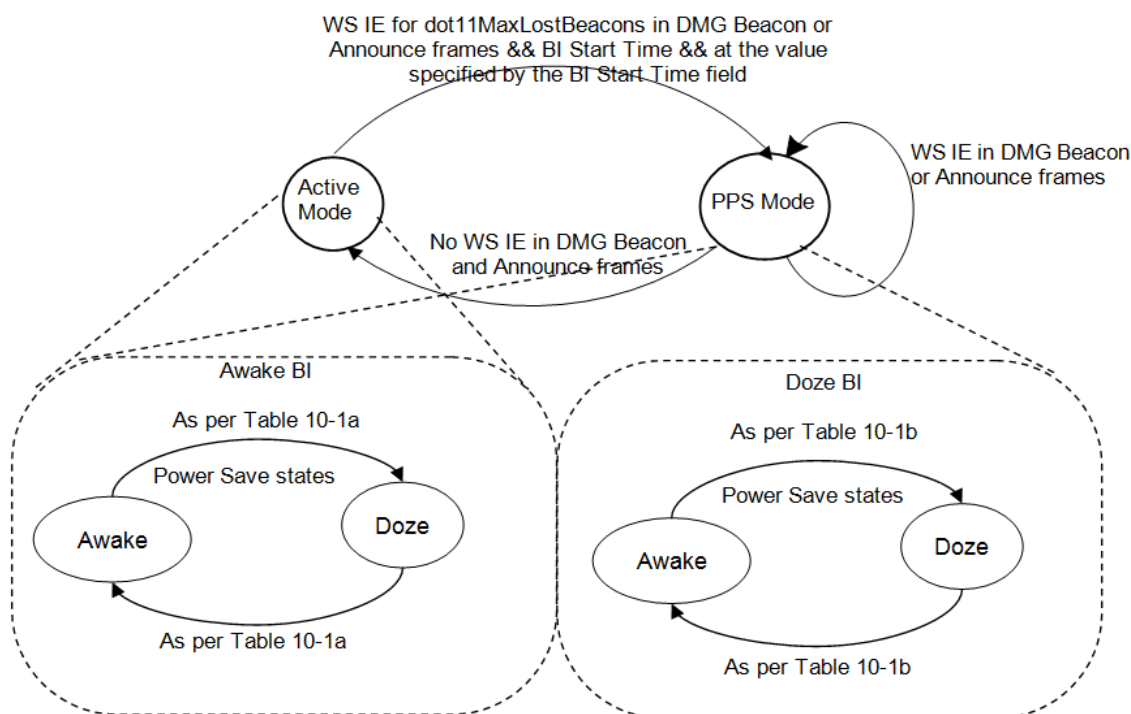 WS IE for dot11MaxLostBeacons in DMG Beacon or
Announce frames && BI Start Time && at the value
specified by the BI Start Time field
Active
Mode
PPS Mode
WS IE in DMG Beacon
or Announce frames
No WS IE in DMG Beacon
and Announce frames
Awake BI
As per Table 10-1a
Power Save states
Awake
Doze
As per Table 10-1a
Doze BI
As per Table 10-1b
Power Save states
Awake
Doze
As per Table 10-1b